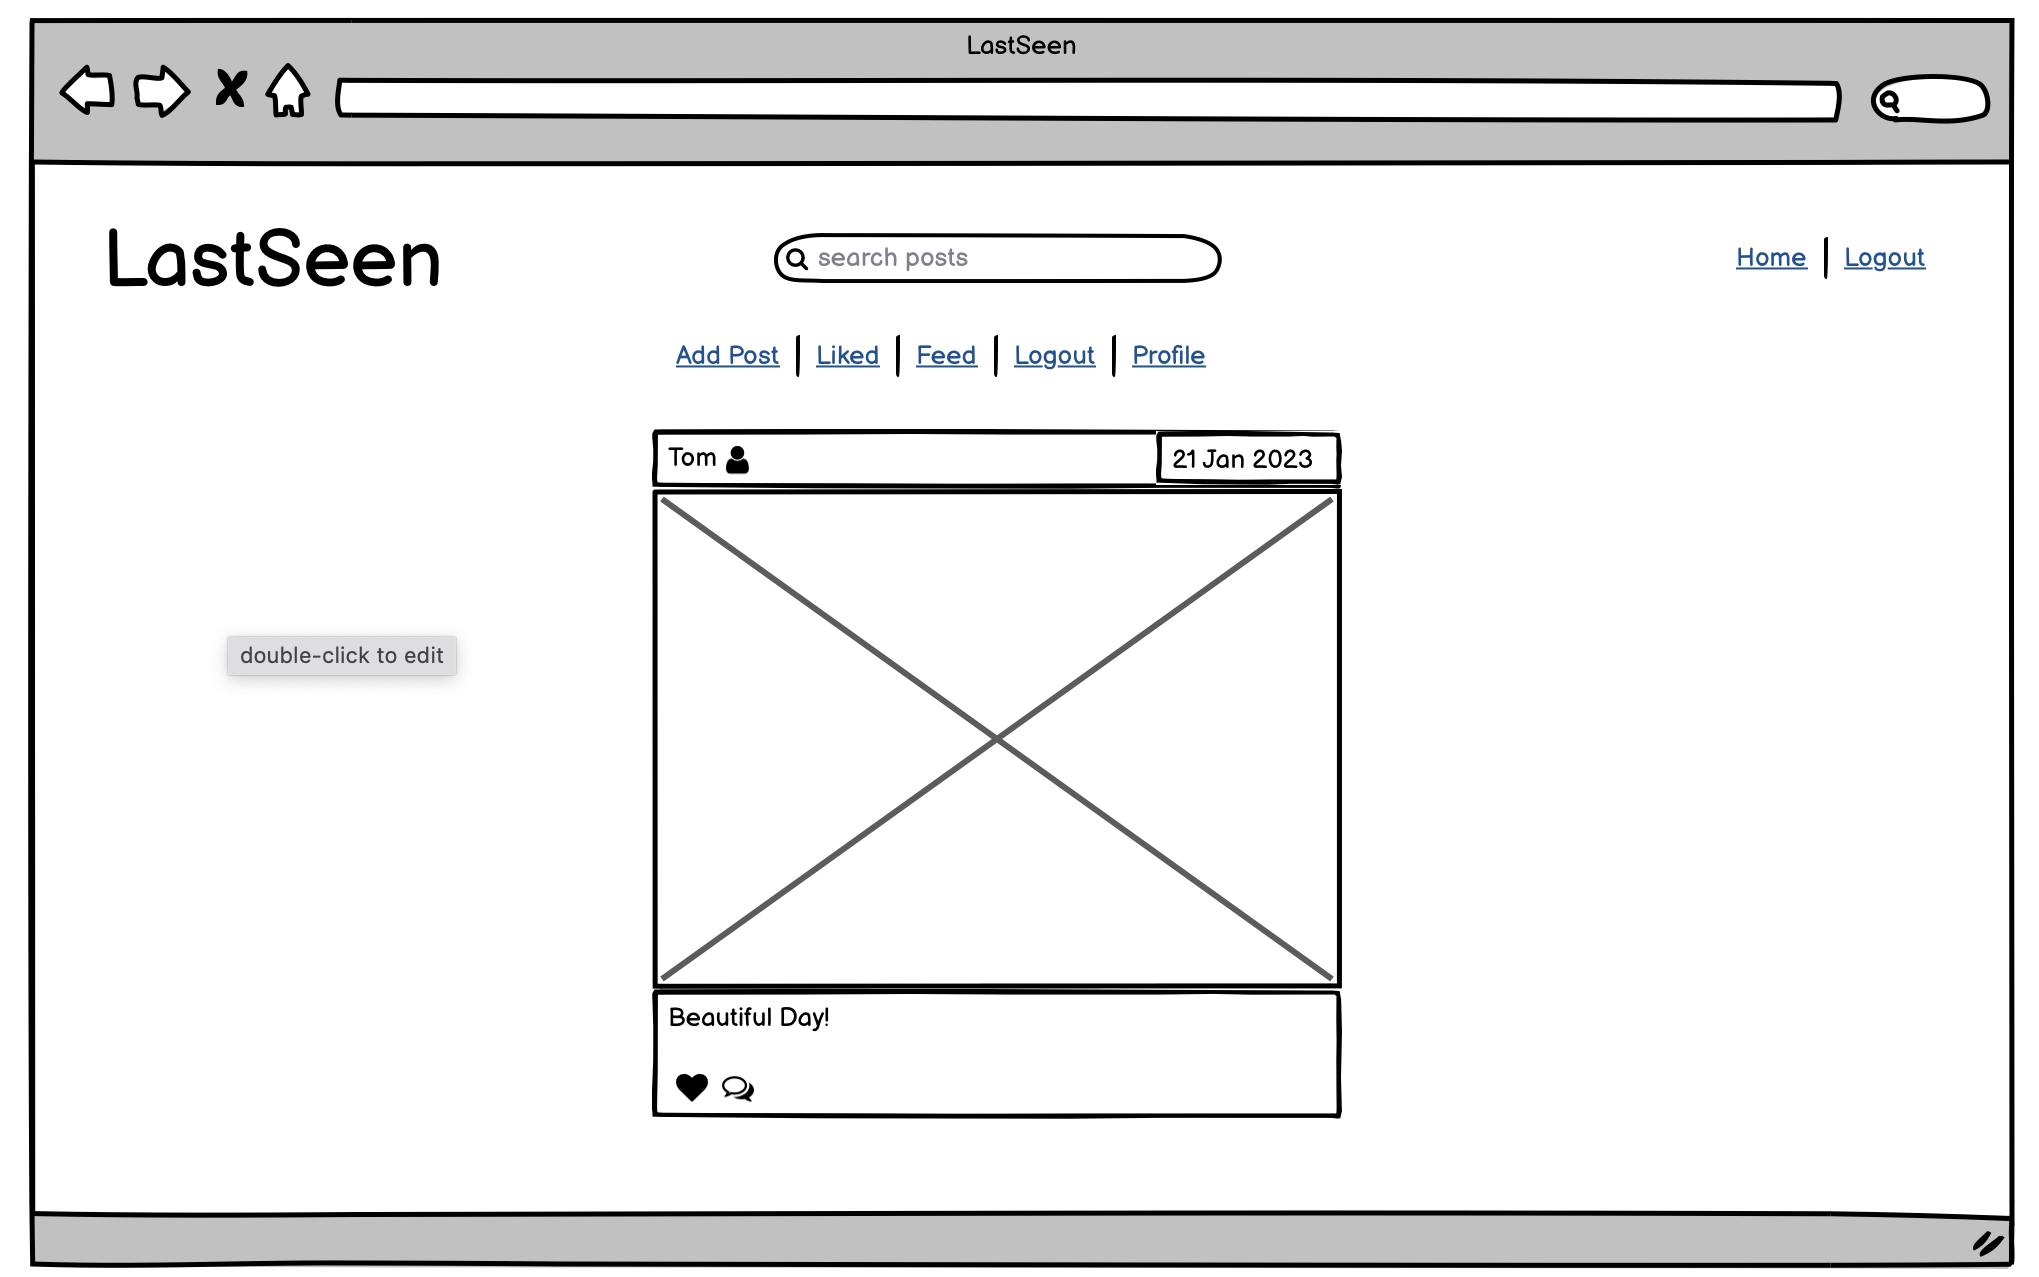 LastSeen
LastSeen
search posts
Home | Logout
Add Post | Liked | Feed | Logout | Profile
Tom
21 Jan 2023
double-click to edit
Beautiful Day!